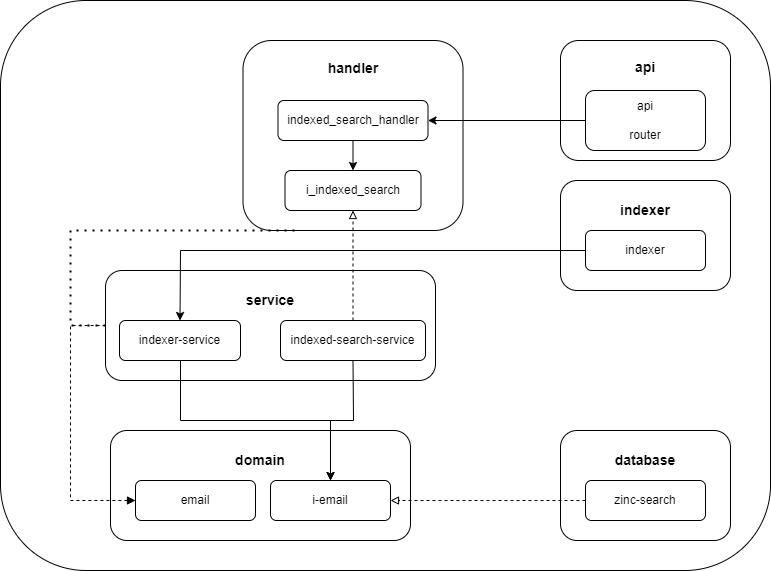 handler
indexed_search_handler
i_indexed_search
api
api
router
indexer
indexer
service
indexer-service
indexed-search-service
domain
email
i-email
database
zinc-search